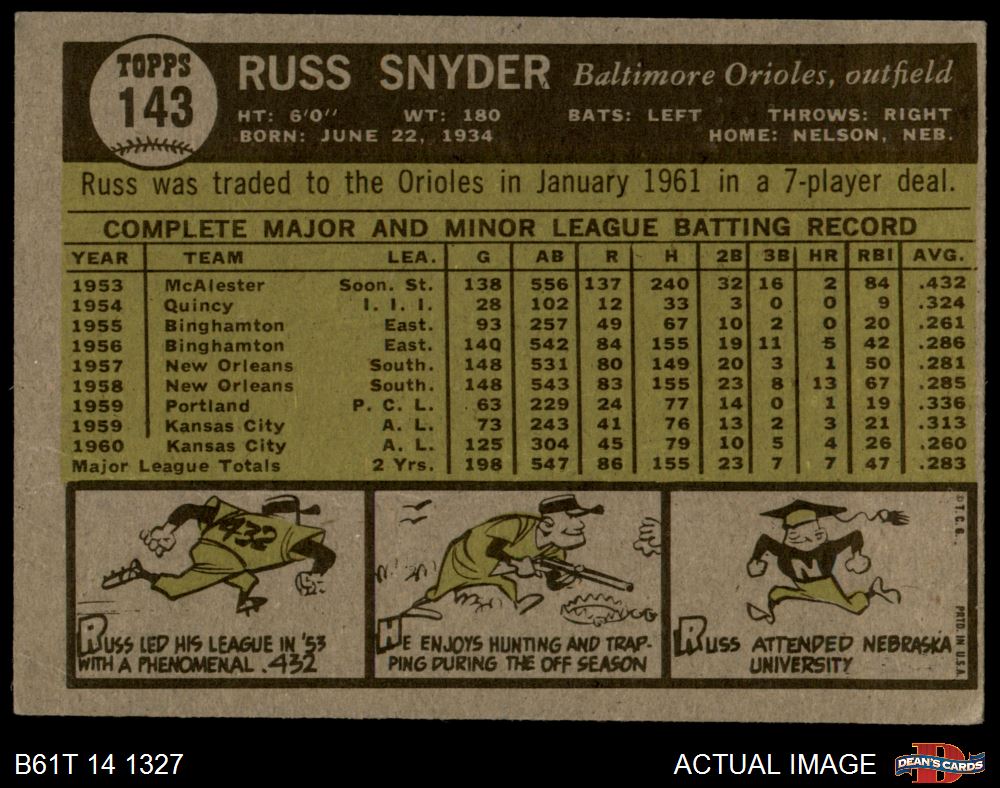 TOPPS
143
RUSS SNYDER Baltimore Orioles, outfield
HT: 6'0" WT: 180 BATS: LEFT THROWS: RIGHT
BORN: JUNE 22, 1934 HOME: NELSON, NEB.
Russ was traded to the Orioles in January 1961 in a 7-player deal.
COMPLETE MAJOR AND MINOR LEAGUE BATTING RECORD
YEAR TEAM LEA. G AB R H 2B 3B HR RBI AVG.
1953 McAlester Soon. St. 138 556 137 240 32 16 2 84 .432
1954 Quincy I. I. I. 28 102 12 33 3 0 0 9 .324
1955 Binghamton East. 93 257 49 67 10 2 0 20 .261
1956 Binghamton East. 140 542 84 155 19 11 5 42 .286
1957 New Orleans South. 148 531 80 149 20 3 1 50 .281
1958 New Orleans South. 148 543 83 155 23 8 13 67 .285
1959 Portland P. C. L. 63 229 24 77 14 0 1 19 .336
1959 Kansas City A. L. 73 243 41 76 13 2 3 21 .313
1960 Kansas City A. L. 125 304 45 79 10 5 4 26 .260
Major League Totals 2 Yrs. 198 547 86 155 23 7 7 47 .283
.432
N
RUSS LED HIS LEAGUE IN '53
WITH A PHENOMENAL .432
HE ENJOYS HUNTING AND TRAP-
PING DURING THE OFF SEASON
RUSS ATTENDED NEBRASKA
UNIVERSITY
© T. C. G.
PRTD. IN U.S.A.
B61T 14 1327
ACTUAL IMAGE
D
DEAN'S CARDS